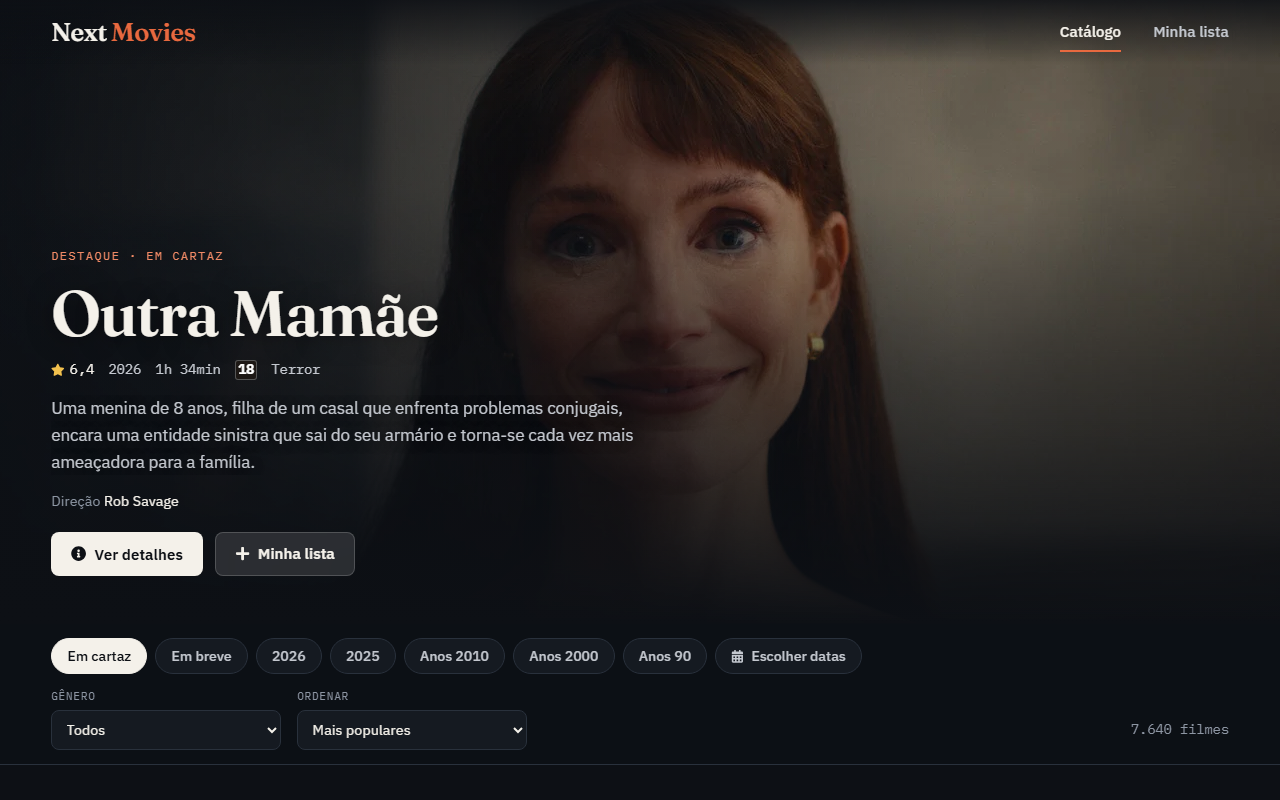 Next Movies
Catálogo
Minha lista
DESTAQUE · EM CARTAZ
Outra Mamãe
6,4 2026 1h 34min 18 Terror
Uma menina de 8 anos, filha de um casal que enfrenta problemas conjugais,
encara uma entidade sinistra que sai do seu armário e torna-se cada vez mais
ameaçadora para a família.
Direção Rob Savage
Ver detalhes
Minha lista
Em cartaz
Em breve
2026
2025
Anos 2010
Anos 2000
Anos 90
Escolher datas
GÊNERO
ORDENAR
Todos
Mais populares
7.640 filmes